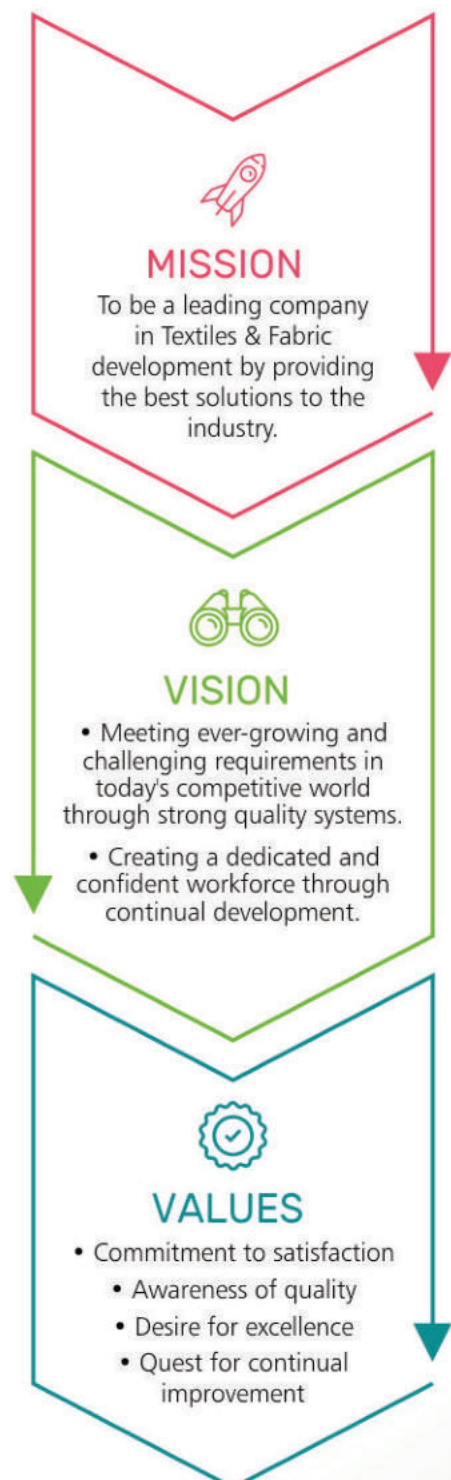 MISSION
To be a leading company
in Textiles & Fabric
development by providing
the best solutions to the
industry.
VISION
• Meeting ever-growing and
challenging requirements in
today's competitive world
through strong quality systems.
• Creating a dedicated and
confident workforce through
continual development.
VALUES
• Commitment to satisfaction
• Awareness of quality
• Desire for excellence
• Quest for continual
improvement